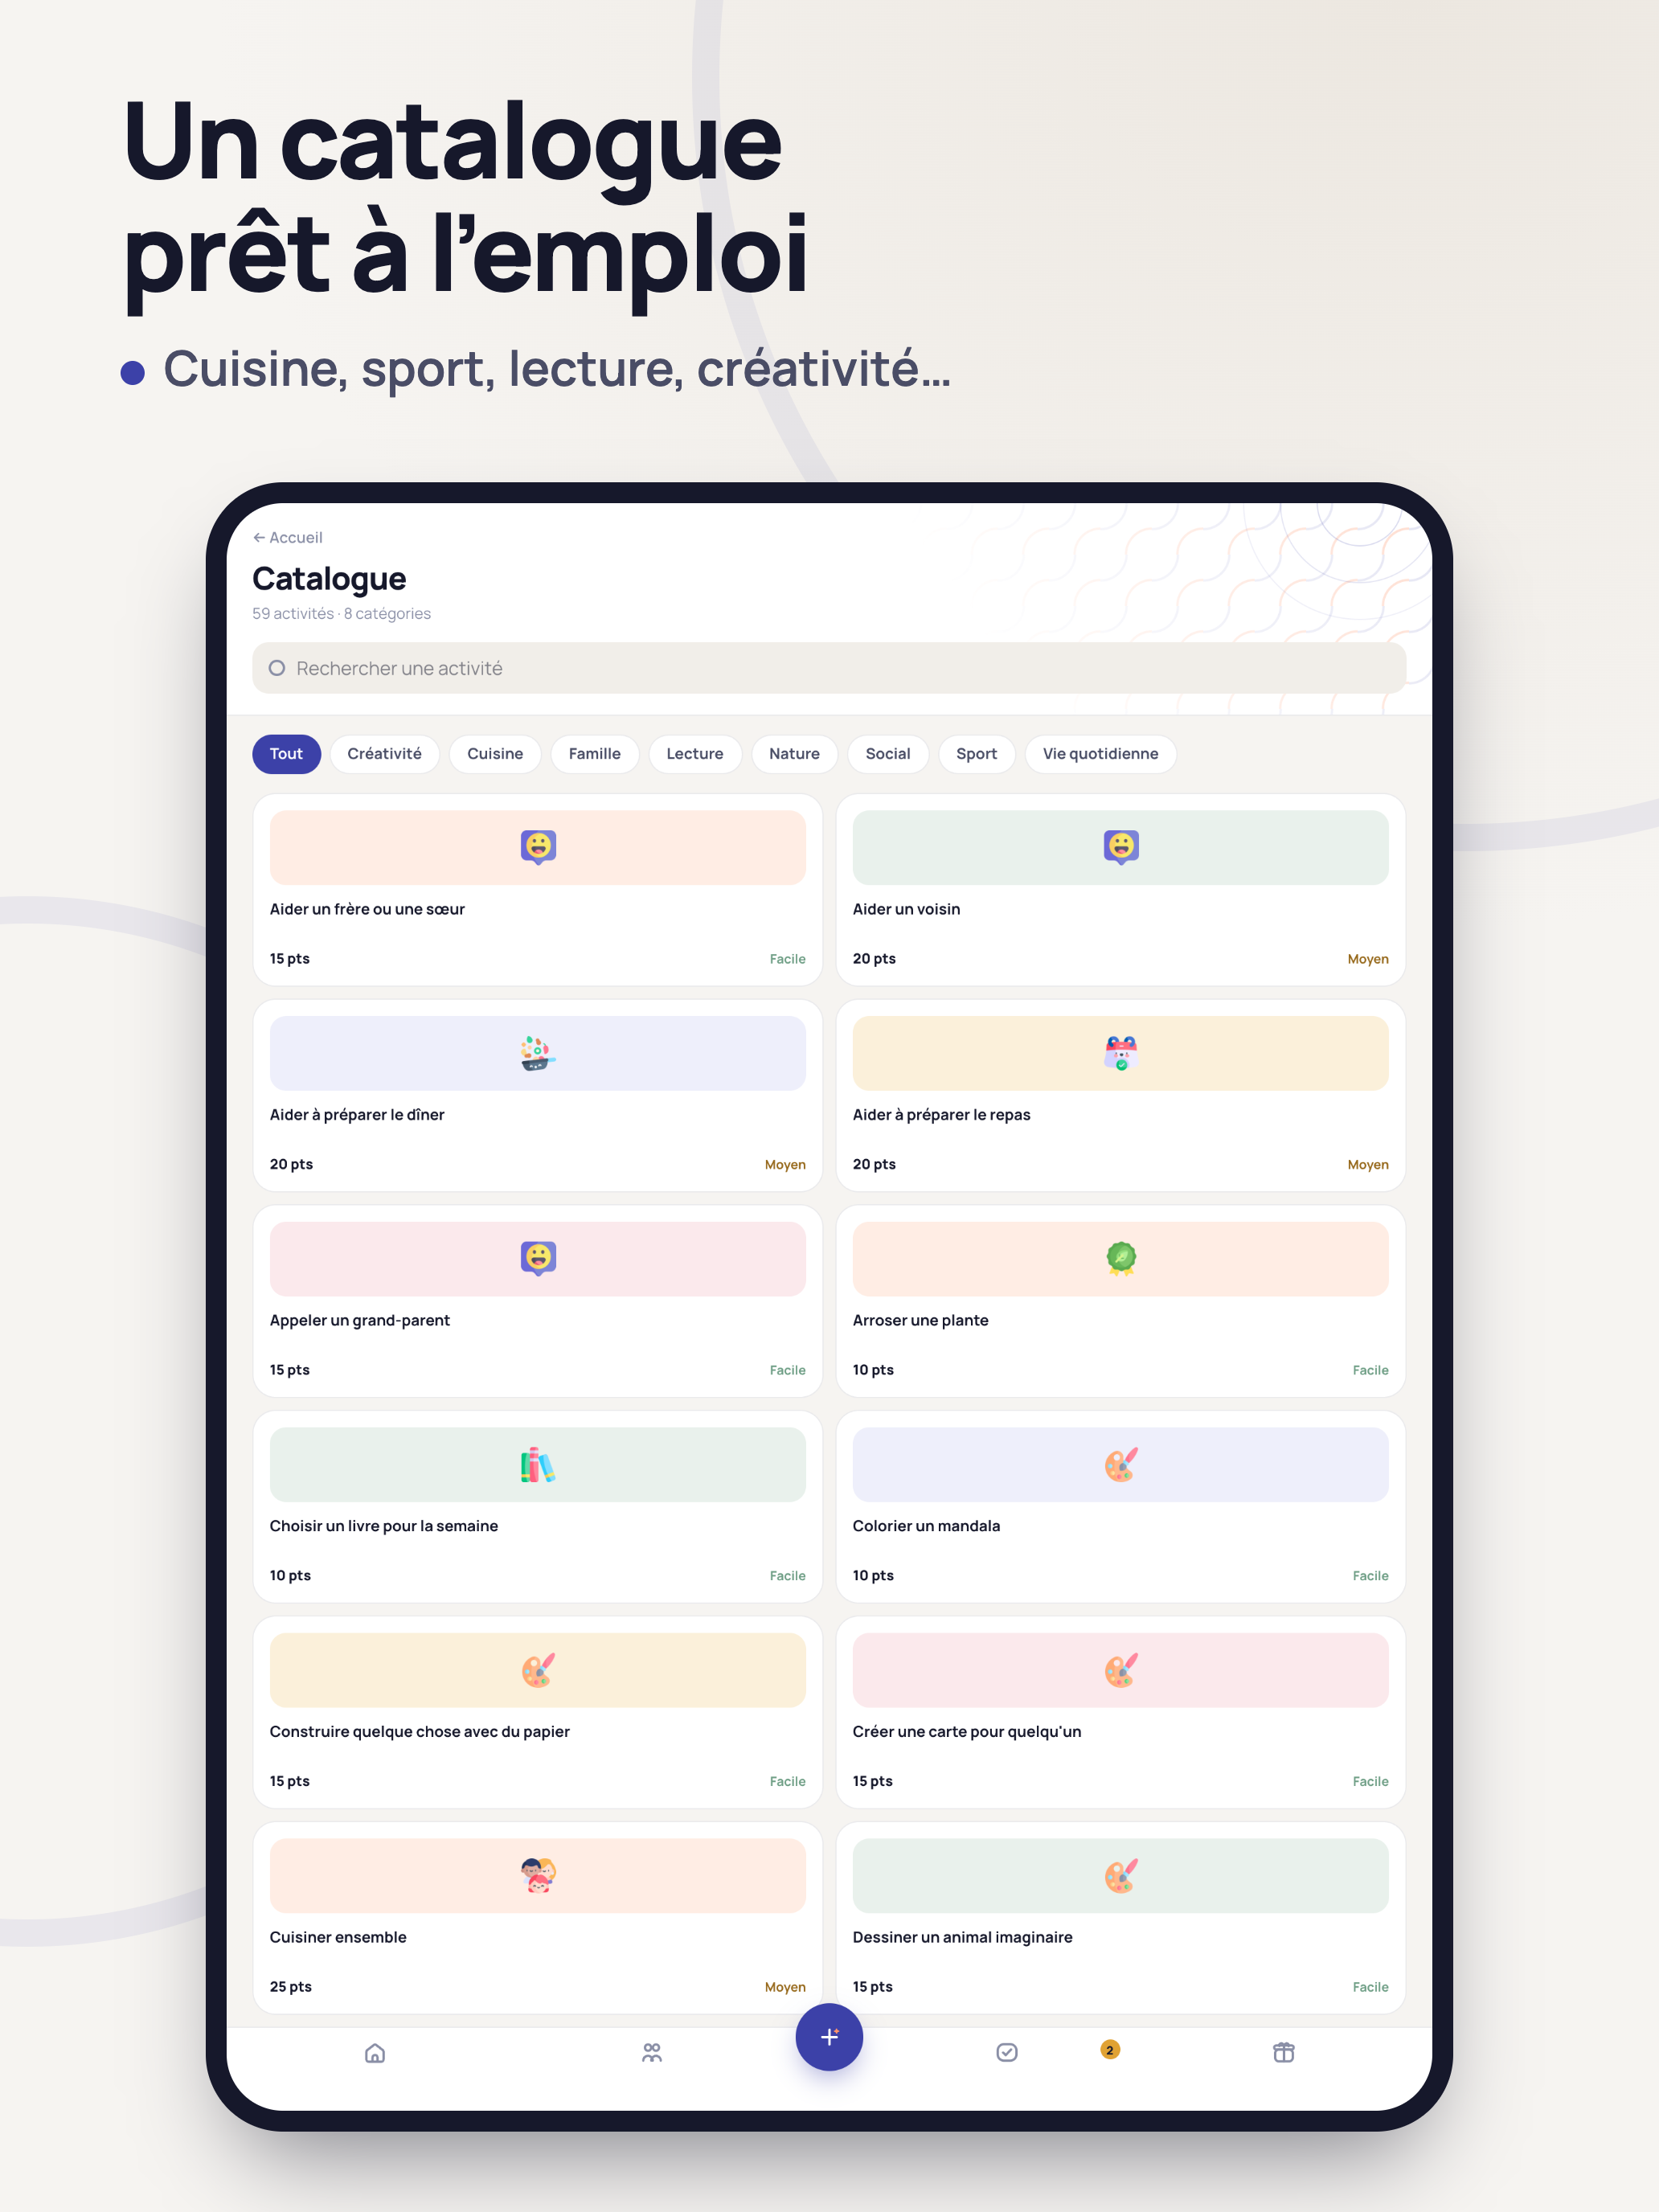 Un catalogue
prêt à l’emploi
Cuisine, sport, lecture, créativité…
← Accueil
Catalogue
59 activités · 8 catégories
Rechercher une activité
Tout Créativité Cuisine Famille Lecture Nature Social Sport Vie quotidienne
Aider un frère ou une sœur
15 pts Facile
Aider un voisin
20 pts Moyen
Aider à préparer le dîner
20 pts Moyen
Aider à préparer le repas
20 pts Moyen
Appeler un grand-parent
15 pts Facile
Arroser une plante
10 pts Facile
Choisir un livre pour la semaine
10 pts Facile
Colorier un mandala
10 pts Facile
Construire quelque chose avec du papier
15 pts Facile
Créer une carte pour quelqu'un
15 pts Facile
Cuisiner ensemble
25 pts Moyen
Dessiner un animal imaginaire
15 pts Facile
2